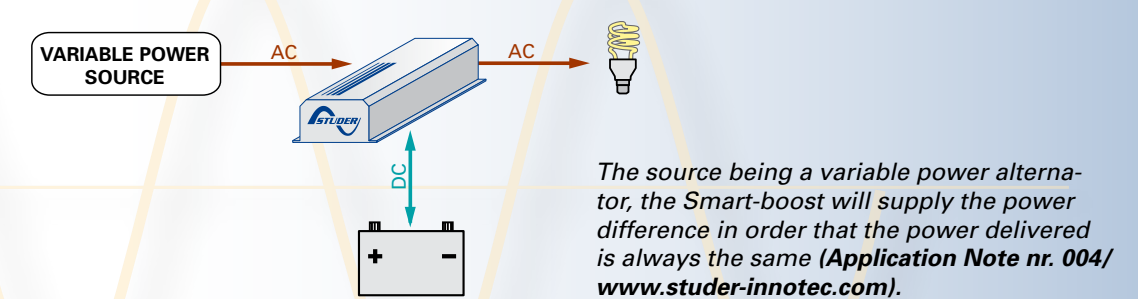 VARIABLE POWER
SOURCE
AC
AC
STUDER
DC
+ −
The source being a variable power alterna-
tor, the Smart-boost will supply the power
difference in order that the power delivered
is always the same (Application Note nr. 004/
www.studer-innotec.com).